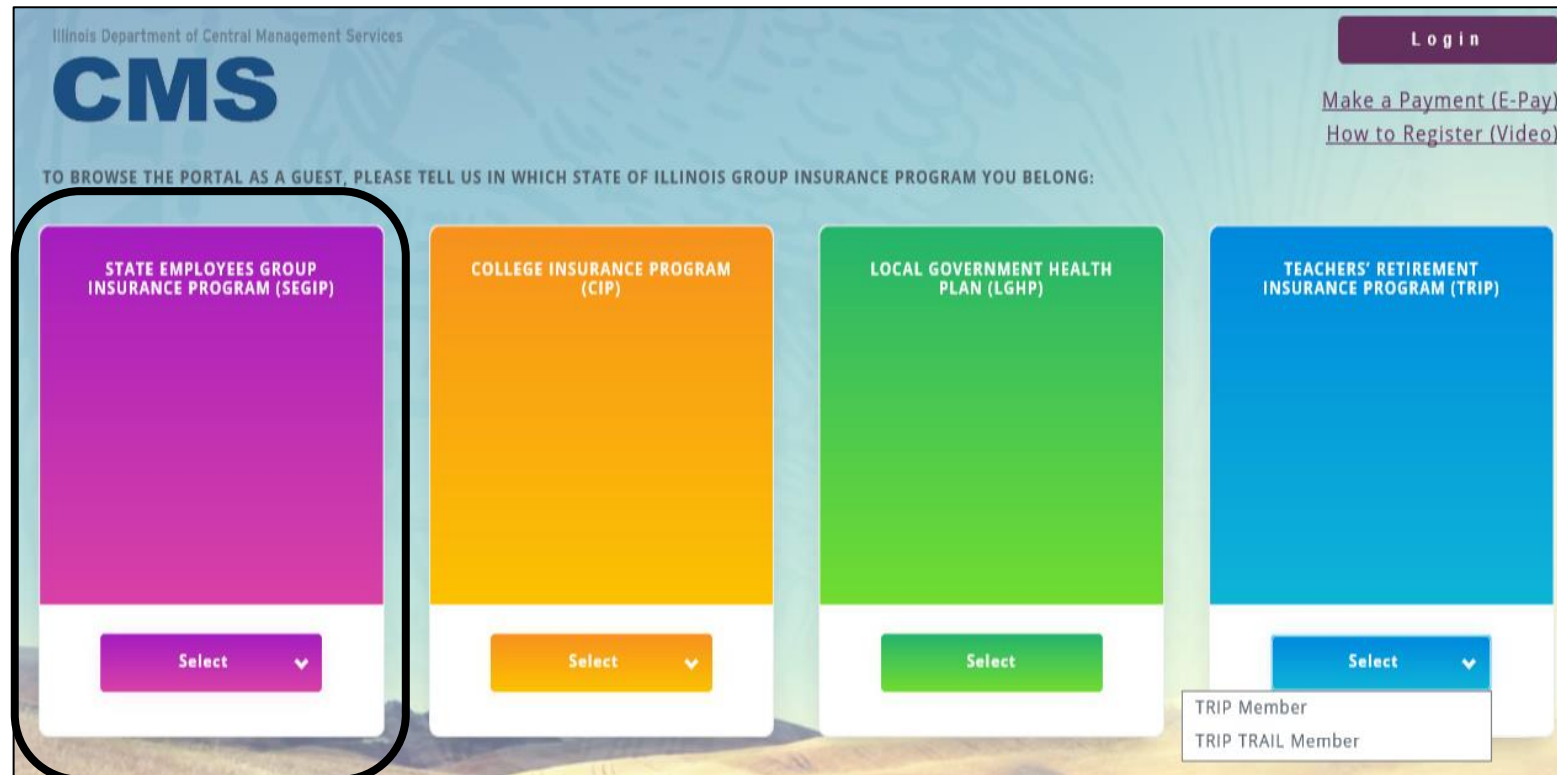 Illinois Department of Central Management Services
CMS
Login
Make a Payment (E-Pay)
How to Register (Video)
TO BROWSE THE PORTAL AS A GUEST, PLEASE TELL US IN WHICH STATE OF ILLINOIS GROUP INSURANCE PROGRAM YOU BELONG:
STATE EMPLOYEES GROUP
INSURANCE PROGRAM (SEGIP)
Select
COLLEGE INSURANCE PROGRAM
(CIP)
Select
LOCAL GOVERNMENT HEALTH
PLAN (LGHP)
Select
TEACHERS' RETIREMENT
INSURANCE PROGRAM (TRIP)
Select
TRIP Member
TRIP TRAIL Member